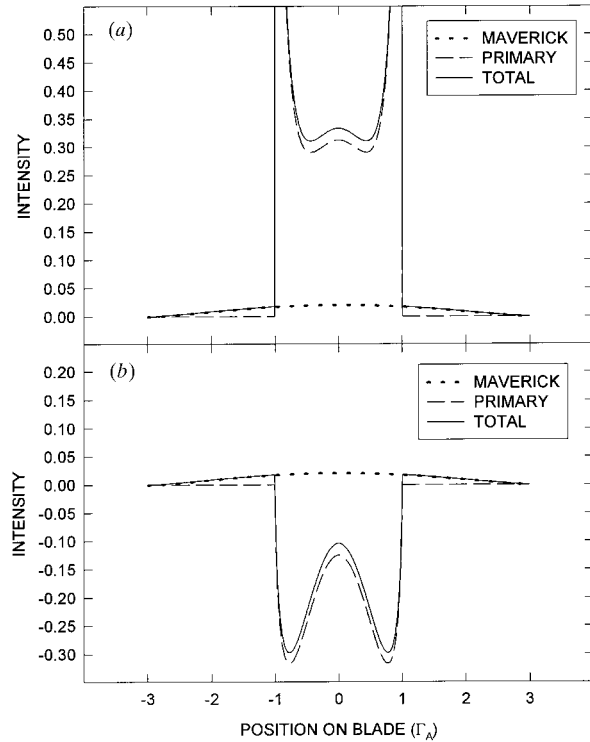 (a)
MAVERICK
PRIMARY
TOTAL
INTENSITY
0.55
0.50
0.45
0.40
0.35
0.30
0.25
0.20
0.15
0.10
0.05
0.00
(b)
MAVERICK
PRIMARY
TOTAL
INTENSITY
0.20
0.15
0.10
0.05
0.00
-0.05
-0.10
-0.15
-0.20
-0.25
-0.30
-3 -2 -1 0 1 2 3
POSITION ON BLADE (Γ_A)